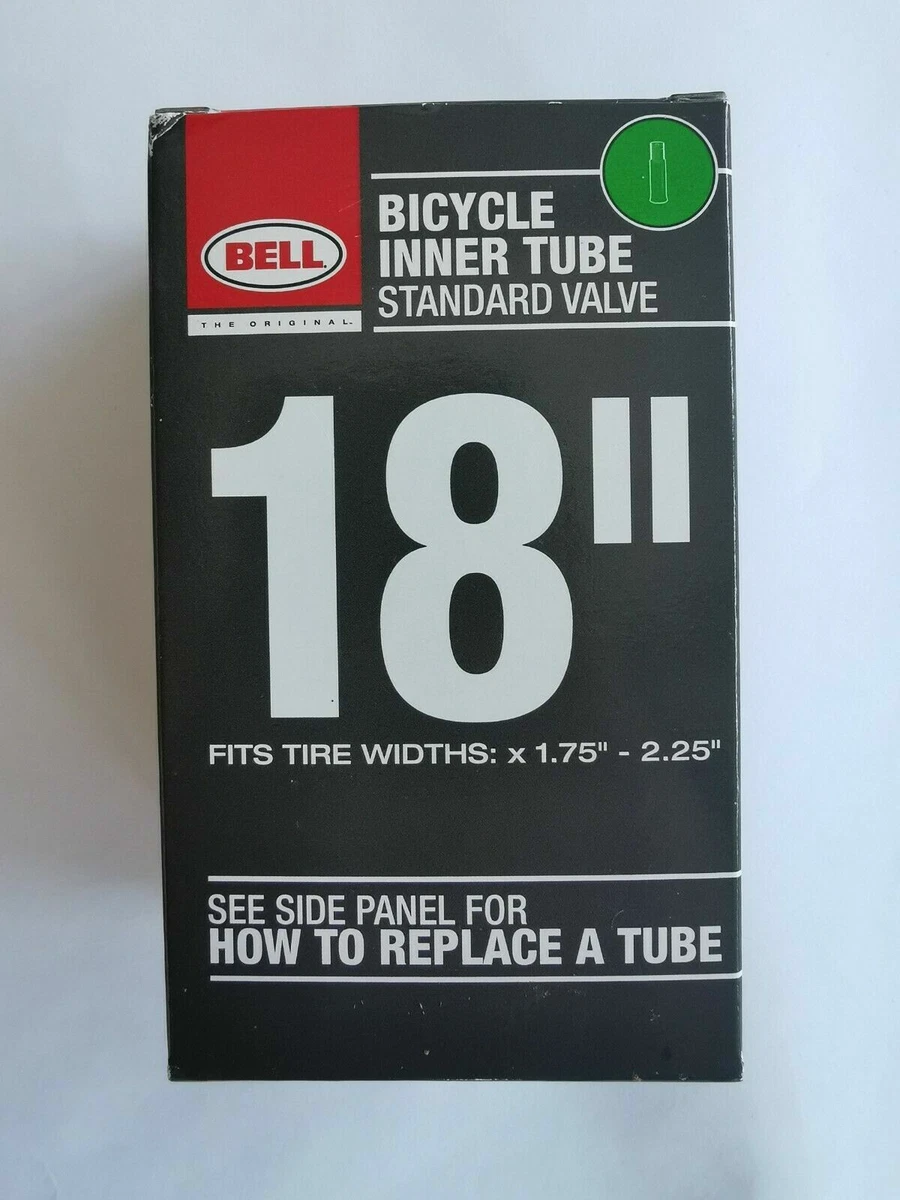 BELL
THE ORIGINAL.
BICYCLE
INNER TUBE
STANDARD VALVE
18"
FITS TIRE WIDTHS: x 1.75" - 2.25"
SEE SIDE PANEL FOR
HOW TO REPLACE A TUBE